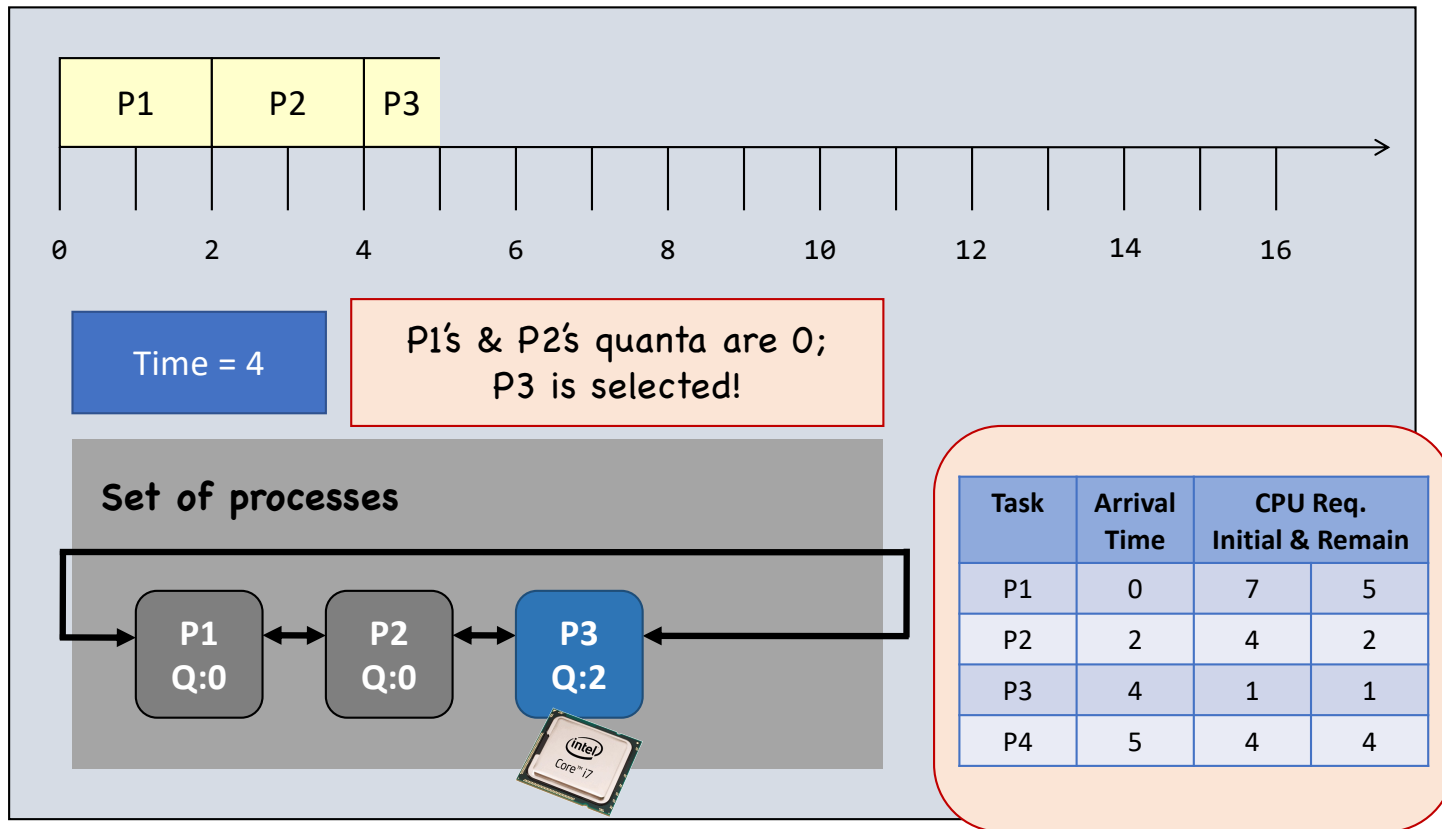 P1 P2 P3
0 2 4 6 8 10 12 14 16
Time = 4
P1's & P2's quanta are 0;
P3 is selected!
Set of processes
P1 P2 P3
Q:0 Q:0 Q:2
intel
Core™ i7
Task Arrival CPU Req.
Time Initial & Remain
P1 0 7 5
P2 2 4 2
P3 4 1 1
P4 5 4 4